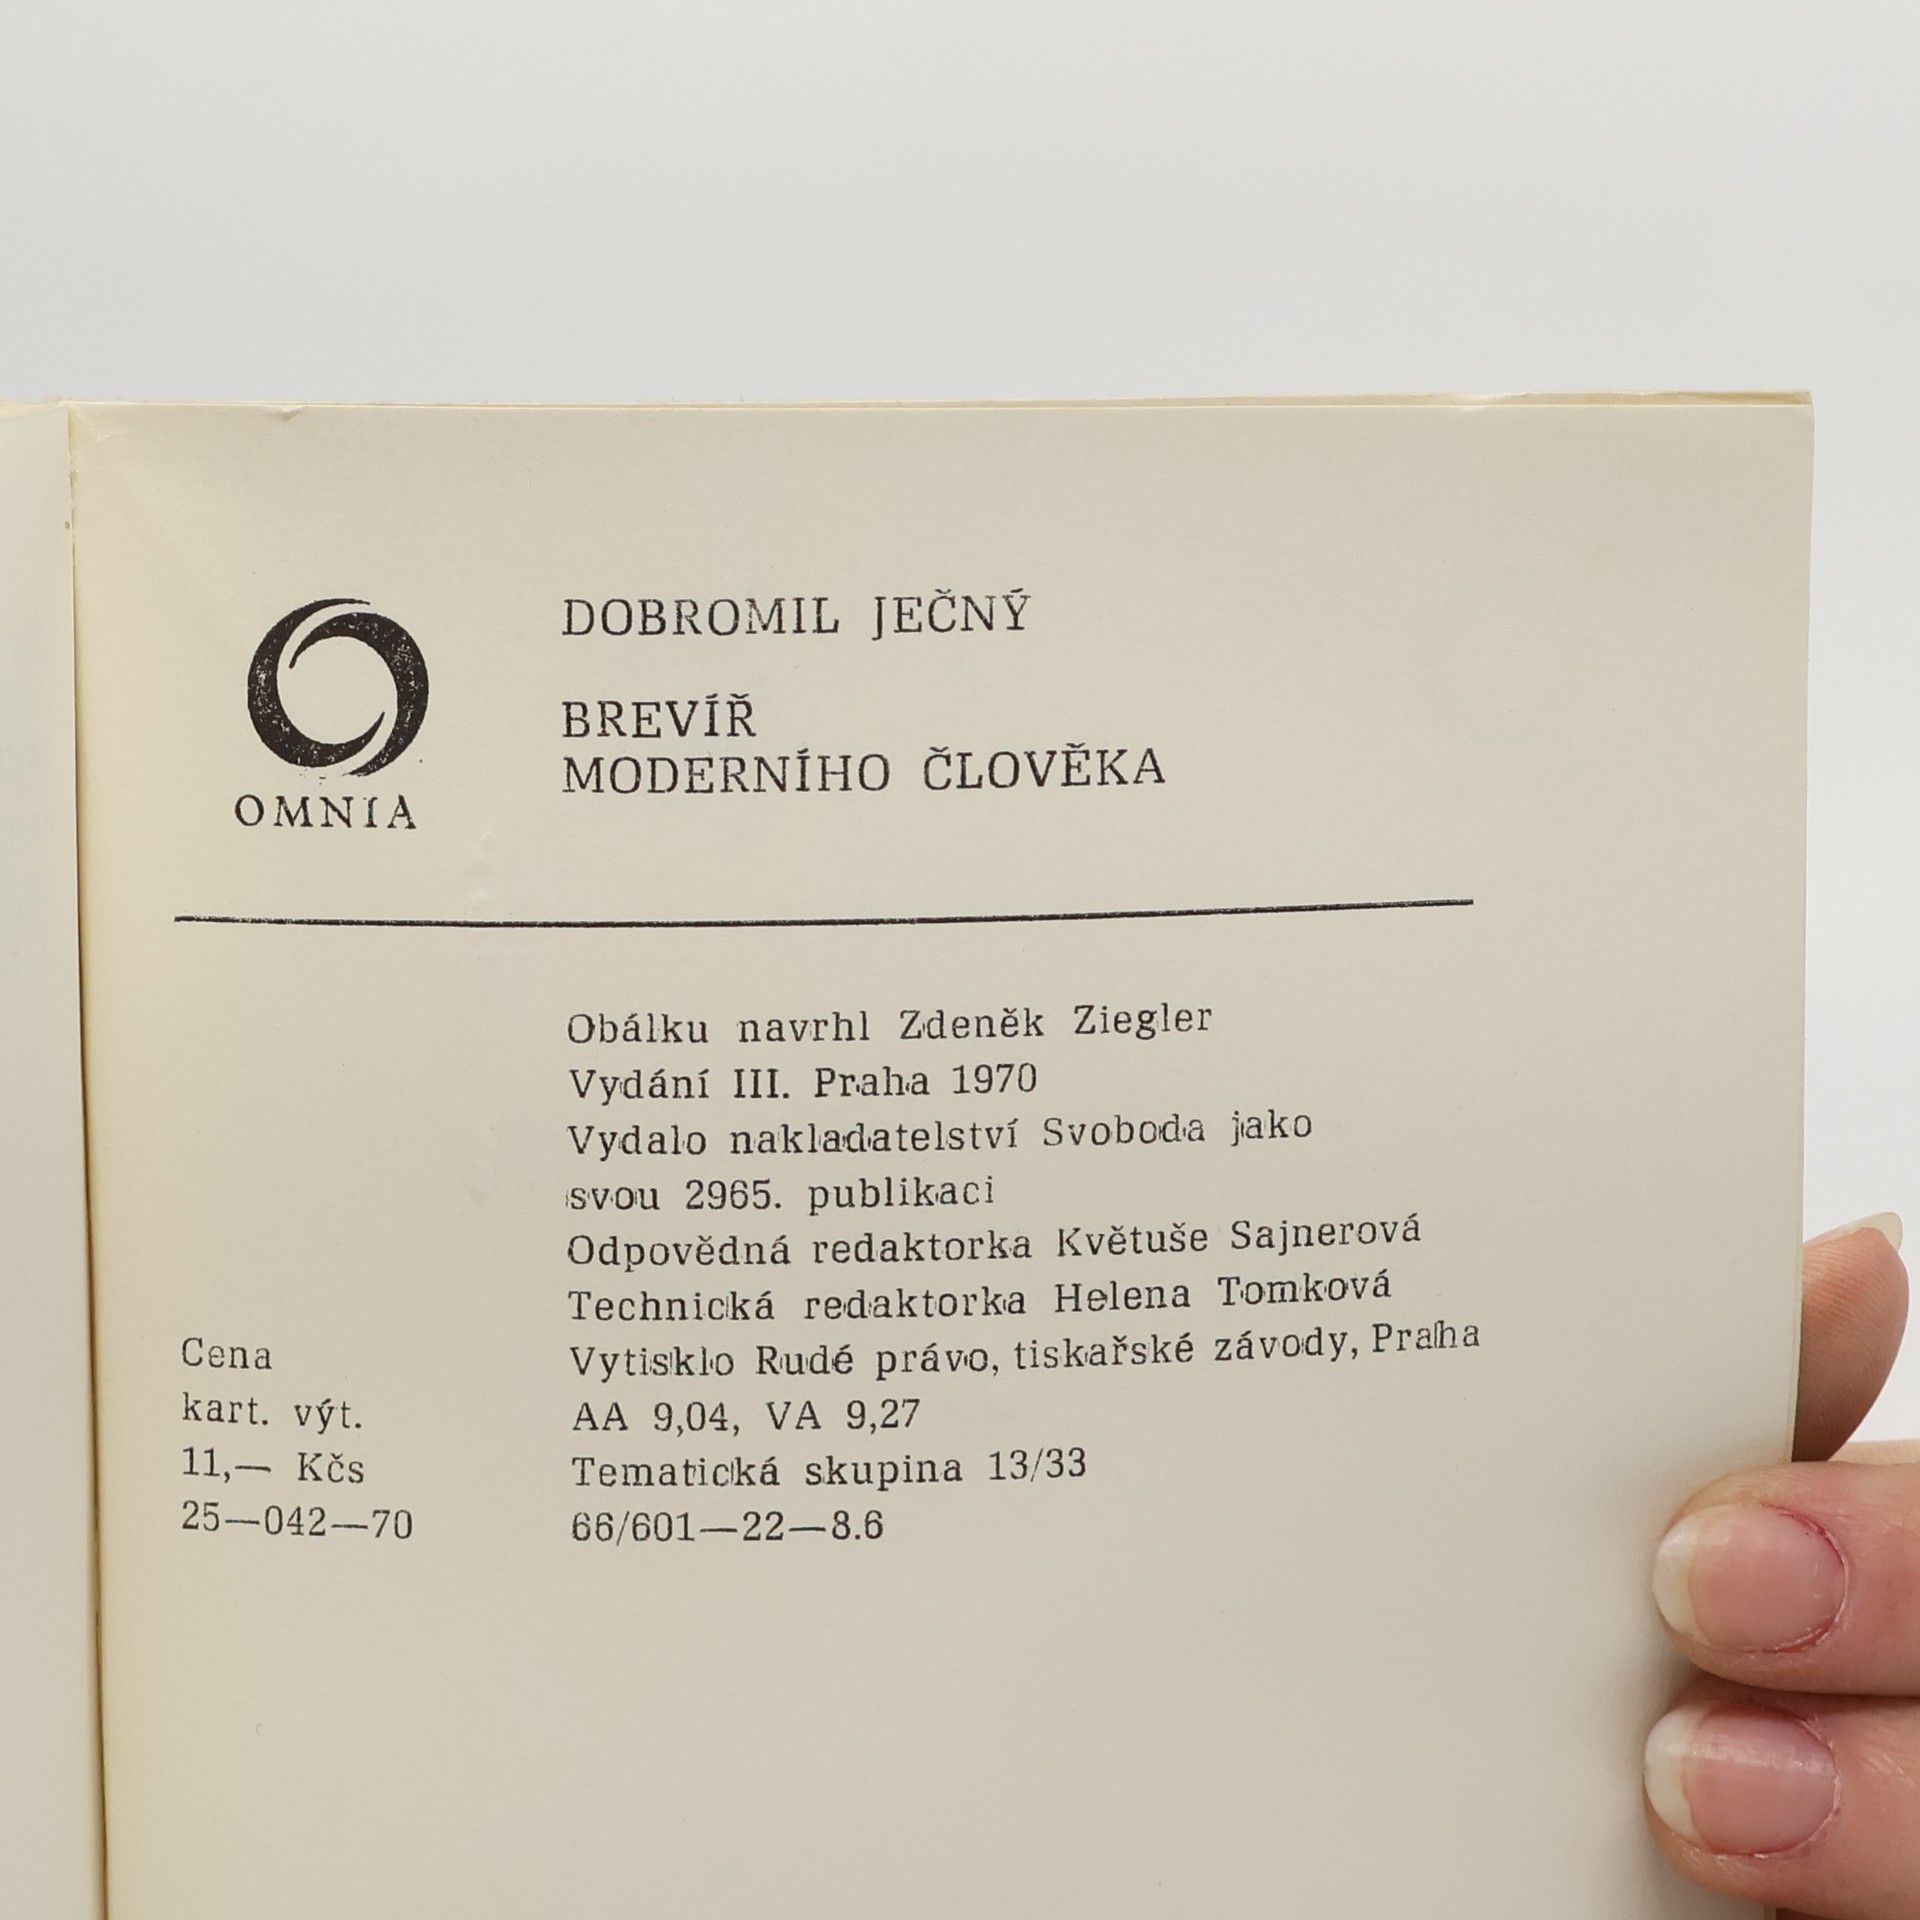 OMNIA
DOBROMIL JEČNÝ
BREVÍŘ
MODERNÍHO ČLOVĚKA
Obálku navrhl Zdeněk Ziegler
Vydání III. Praha 1970
Vydalo nakladatelství Svoboda jako
svou 2965. publikaci
Odpovědná redaktorka Květuše Sajnerová
Technická redaktorka Helena Tomková
Vytisklo Rudé právo, tiskařské závody, Praha
AA 9,04, VA 9,27
Tematická skupina 13/33
66/601—22—8.6
Cena
kart. výt.
11,— Kčs
25—042—70